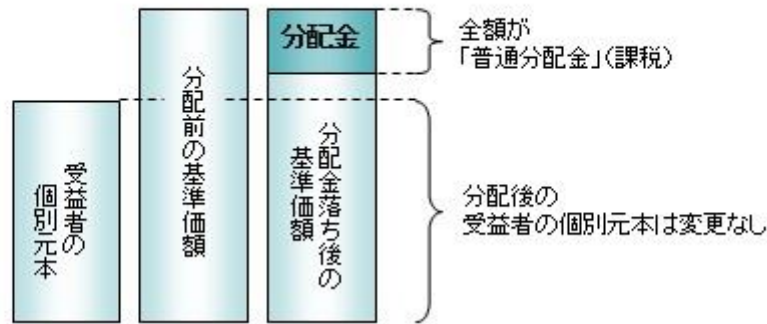 受益者の
個別元本
分配前の基準価額
分配金
分配金落ち後の
基準価額
全額が
「普通分配金」(課税)
分配後の
受益者の個別元本は変更なし